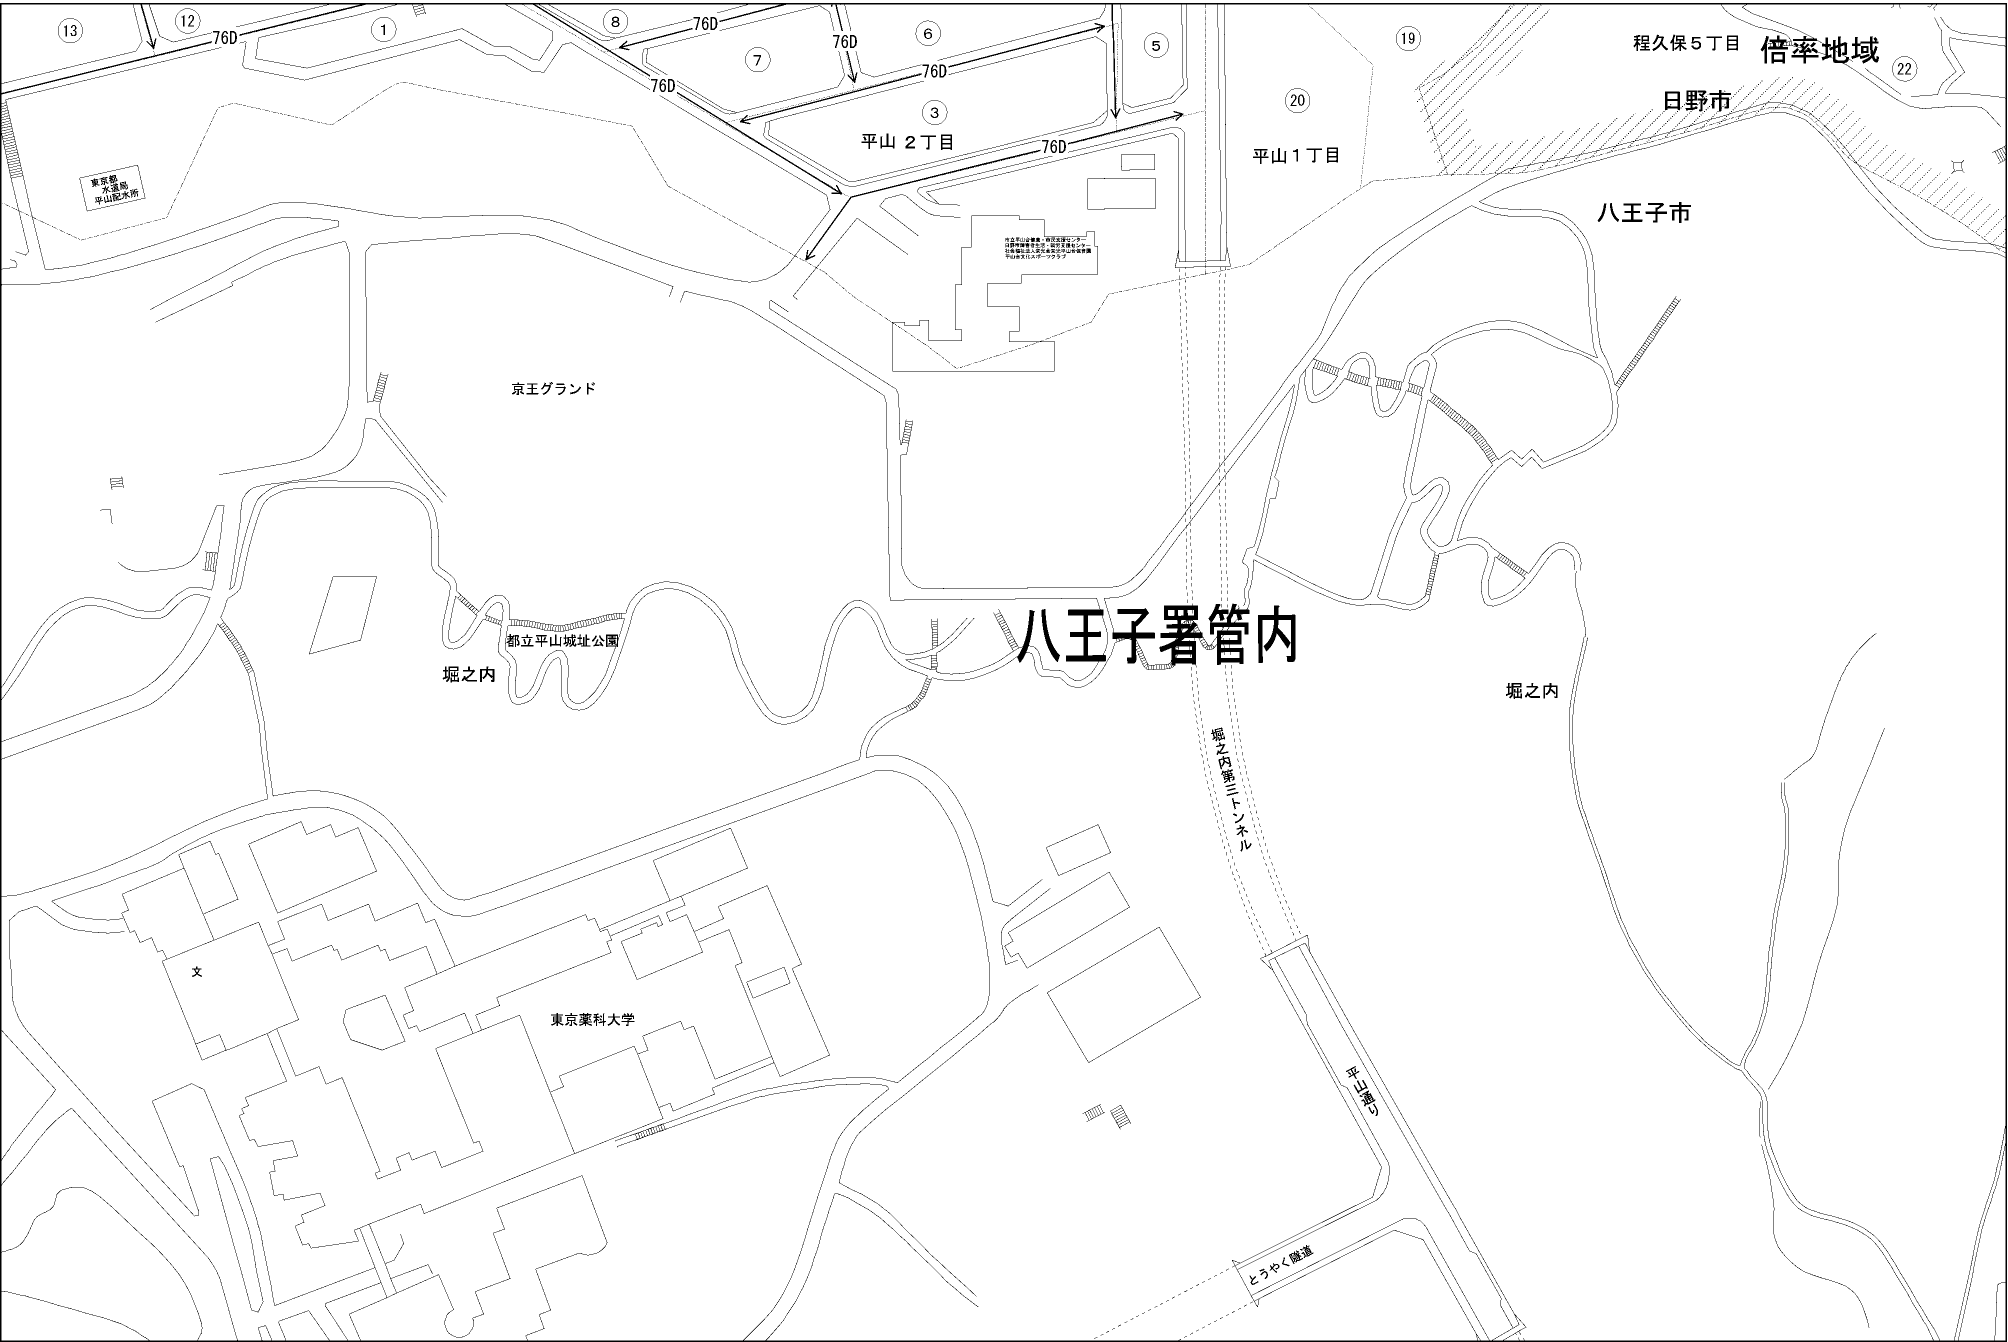 13
12
76D
1
8
76D
7
76D
6
76D
76D
3
平山 2丁目
76D
5
20
平山1丁目
19
程久保5丁目
倍率地域
22
日野市
八王子市
東京都
水道局
平山配水所
京王グランド
都立平山城址公園
堀之内
八王子署管内
堀之内
堀之内第三トンネル
文
東京薬科大学
平山通り
とうやく隧道